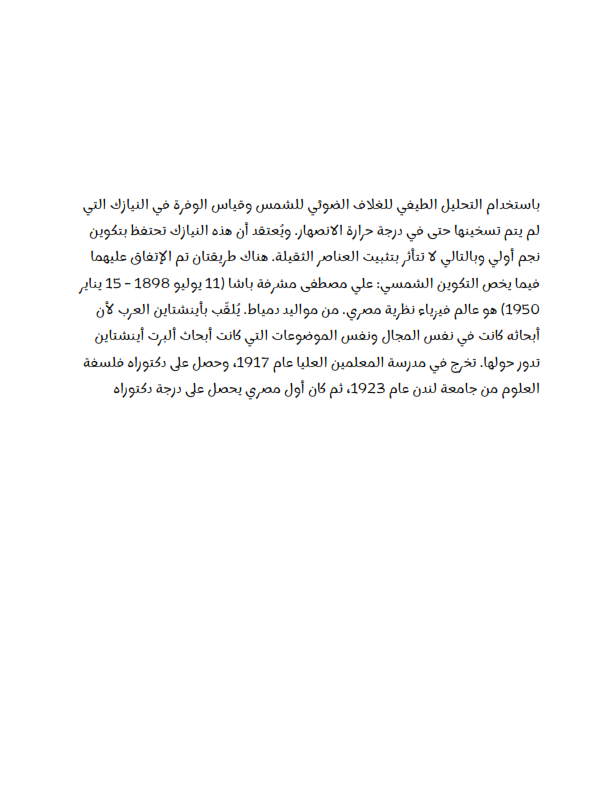 باستخدام التحليل الطيفي للغلاف الضوئي للشمس وقياس الوفرة في النيازك التي
لم يتم تسخينها حتى في درجة حرارة الانصهار. ويُعتقد أن هذه النيازك تحتفظ بتكوين
نجم أولي وبالتالي لا تتأثر بتثبيت العناصر الثقيلة. هناك طريقتان تم الإتفاق عليهما
فيما يخص التكوين الشمسي: علي مصطفى مشرفة باشا (11 يوليو 1898 - 15 يناير
1950) هو عالم فيزياء نظرية مصري. من مواليد دمياط. يُلقَب بأينشتاين العرب لأن
أبحاثه كانت في نفس المجال ونفس الموضوعات التي كانت أبحاث ألبرت أينشتاين
تدور حولها. تخرج في مدرسة المعلمين العليا عام 1917، وحصل على دكتوراه فلسفة
العلوم من جامعة لندن عام 1923، ثم كان أول مصري يحصل على درجة دكتوراه